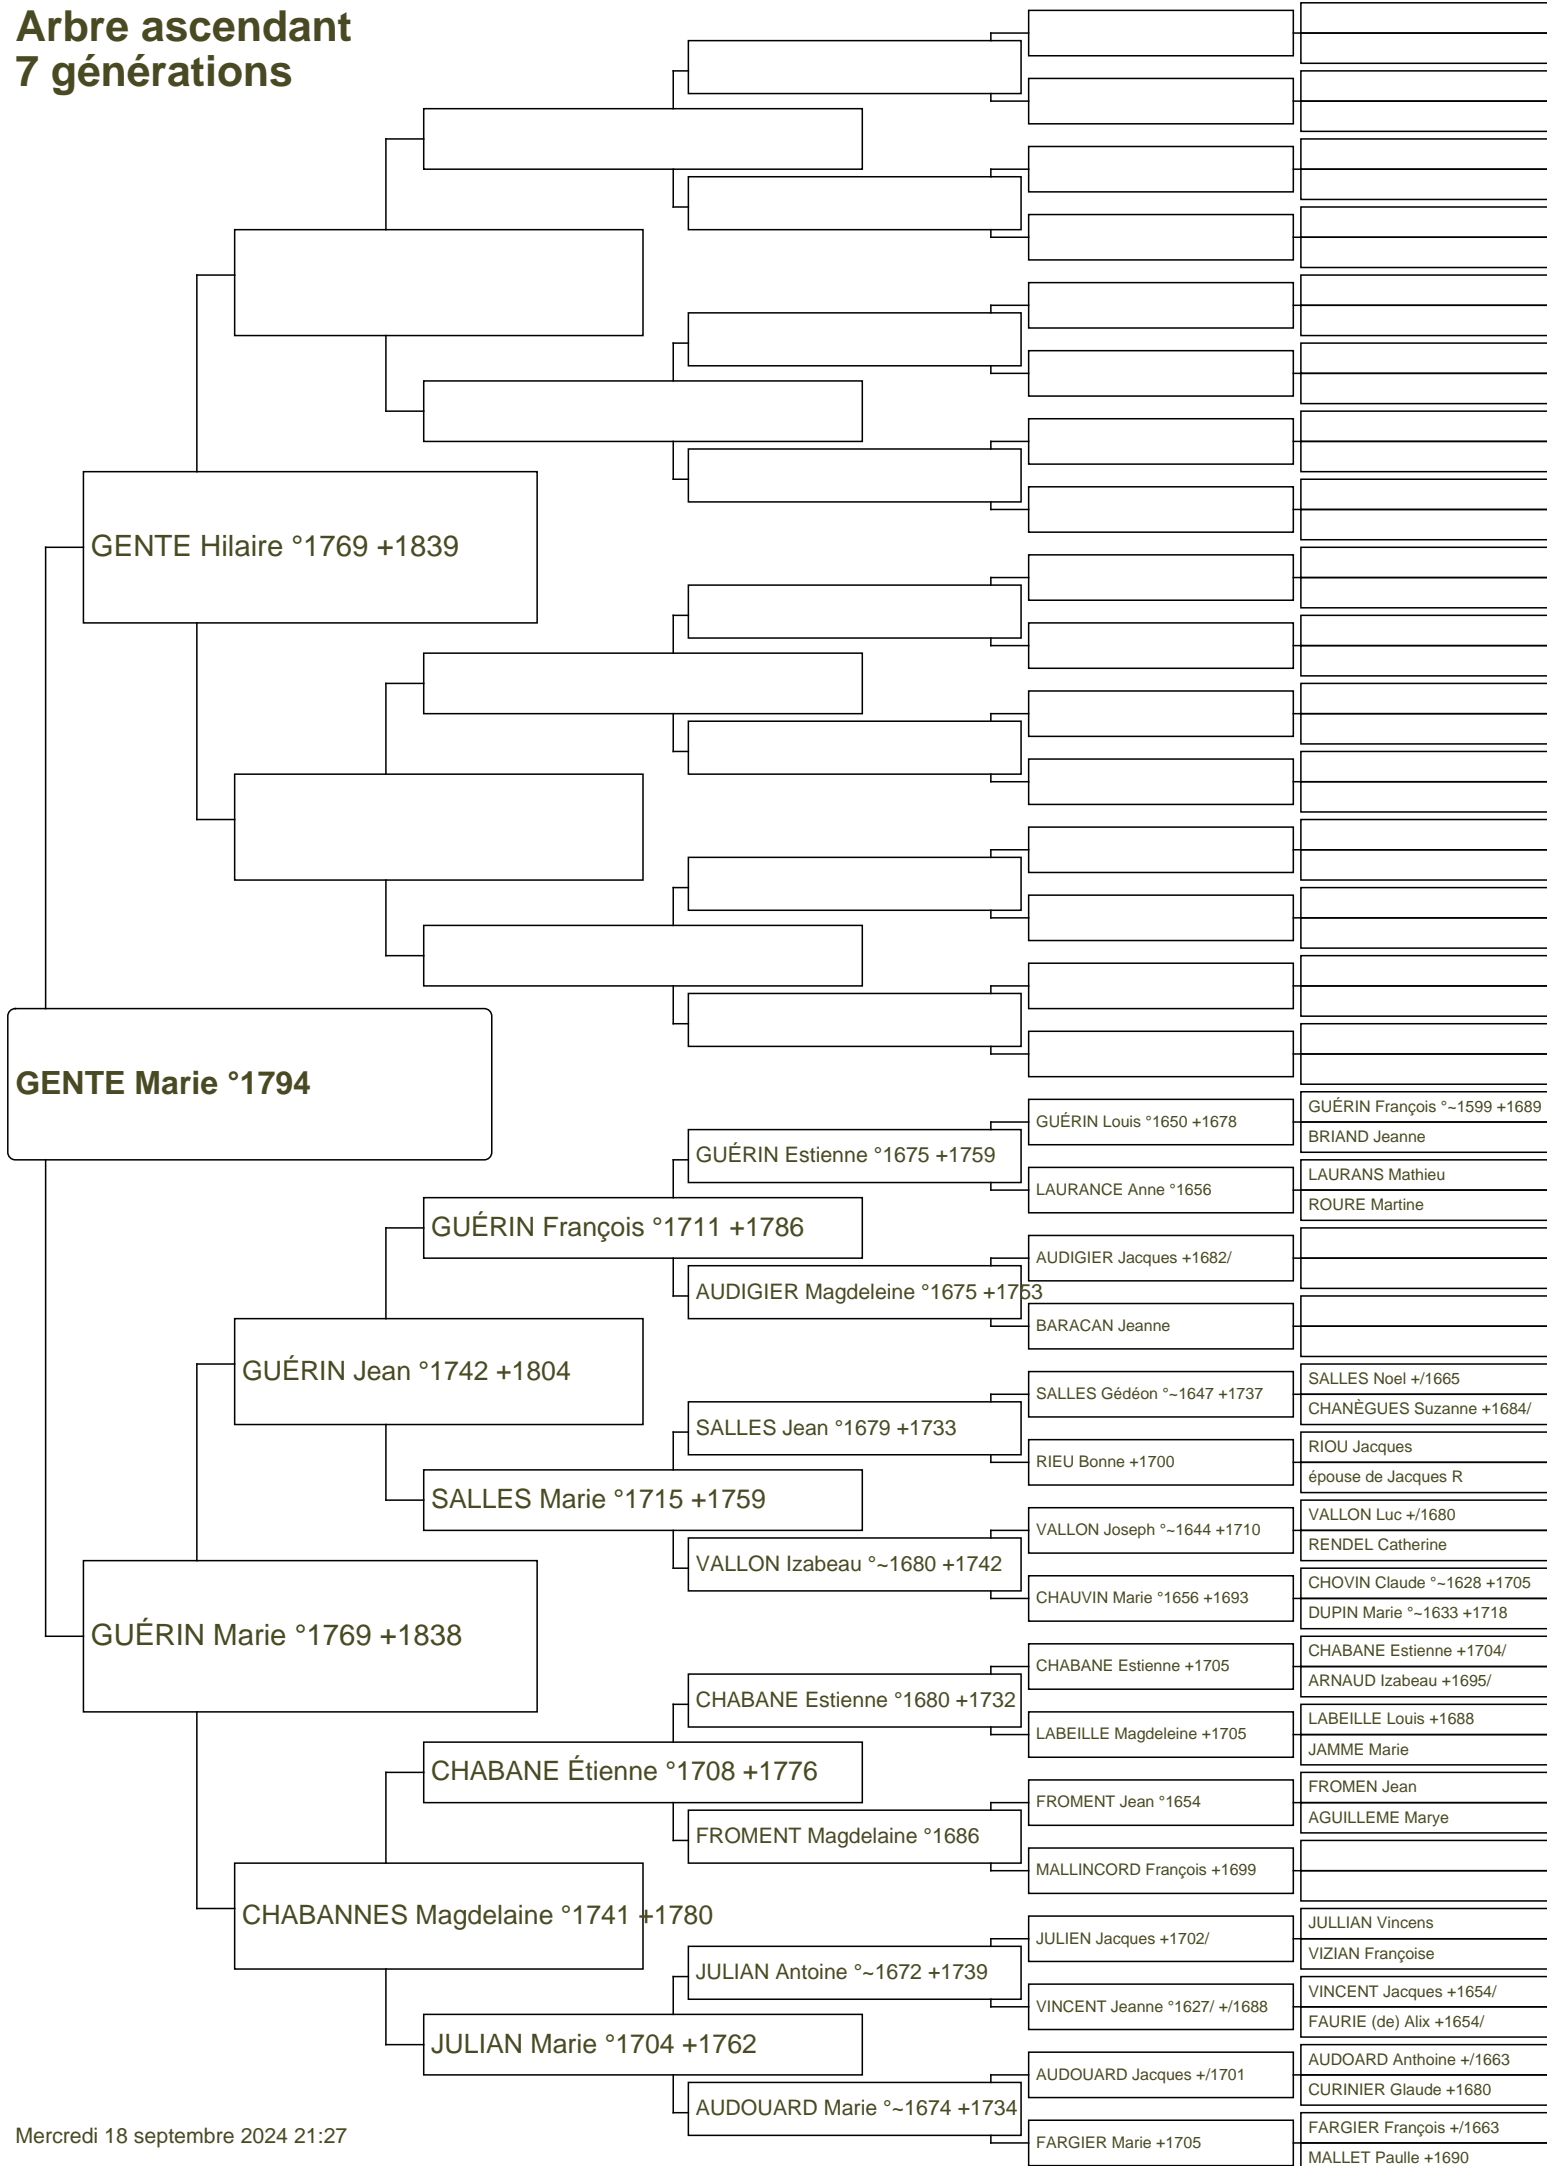 Arbre ascendant
7 générations
GENTE Hilaire °1769 +1839
GENTE Marie °1794
GUÉRIN François °~1599 +1689
GUÉRIN Louis °1650 +1678
BRIAND Jeanne
GUÉRIN Estienne °1675 +1759
LAURANS Mathieu
LAURANCE Anne °1656
ROURE Martine
GUÉRIN François °1711 +1786
AUDIGIER Jacques +1682/
AUDIGIER Magdeleine °1675 +1753
BARACAN Jeanne
GUÉRIN Jean °1742 +1804
SALLES Noel +/1665
SALLES Gédéon °~1647 +1737
CHANÈGUES Suzanne +1684/
SALLES Jean °1679 +1733
RIOU Jacques
RIEU Bonne +1700
épouse de Jacques R
SALLES Marie °1715 +1759
VALLON Luc +/1680
VALLON Joseph °~1644 +1710
RENDEL Catherine
VALLON Izabeau °~1680 +1742
CHOVIN Claude °~1628 +1705
CHAUVIN Marie °1656 +1693
DUPIN Marie °~1633 +1718
GUÉRIN Marie °1769 +1838
CHABANE Estienne +1704/
CHABANE Estienne +1705
ARNAUD Izabeau +1695/
CHABANE Estienne °1680 +1732
LABEILLE Louis +1688
LABEILLE Magdeleine +1705
JAMME Marie
CHABANE Étienne °1708 +1776
FROMEN Jean
FROMENT Jean °1654
AGUILLEME Marye
FROMENT Magdelaine °1686
MALLINCORD François +1699
CHABANNES Magdelaine °1741 +1780
JULLIAN Vincens
JULIEN Jacques +1702/
VIZIAN Françoise
JULIAN Antoine °~1672 +1739
VINCENT Jacques +1654/
VINCENT Jeanne °1627/ +/1688
FAURIE (de) Alix +1654/
JULIAN Marie °1704 +1762
AUDOARD Anthoine +/1663
AUDOUARD Jacques +/1701
CURINIER Glaude +1680
AUDOUARD Marie °~1674 +1734
FARGIER François +/1663
FARGIER Marie +1705
MALLET Paulle +1690
Mercredi 18 septembre 2024 21:27